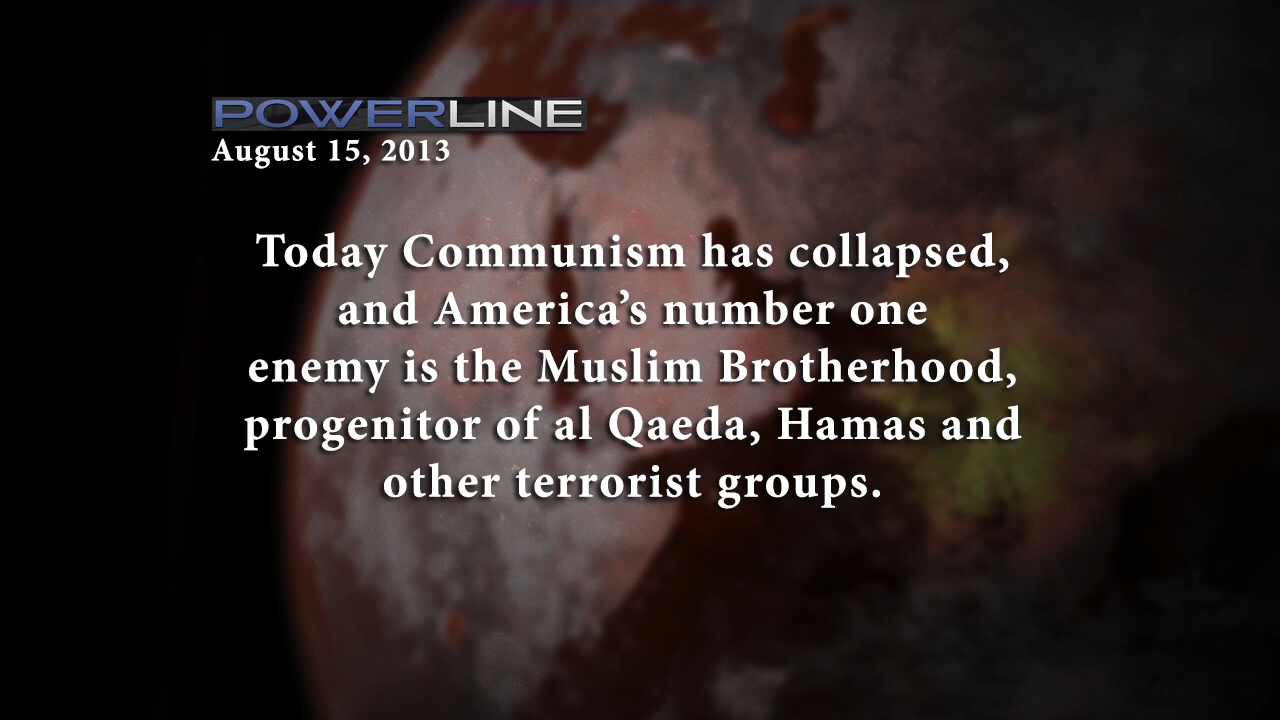 POWERLINE
August 15, 2013
Today Communism has collapsed,
and America’s number one
enemy is the Muslim Brotherhood,
progenitor of al Qaeda, Hamas and
other terrorist groups.